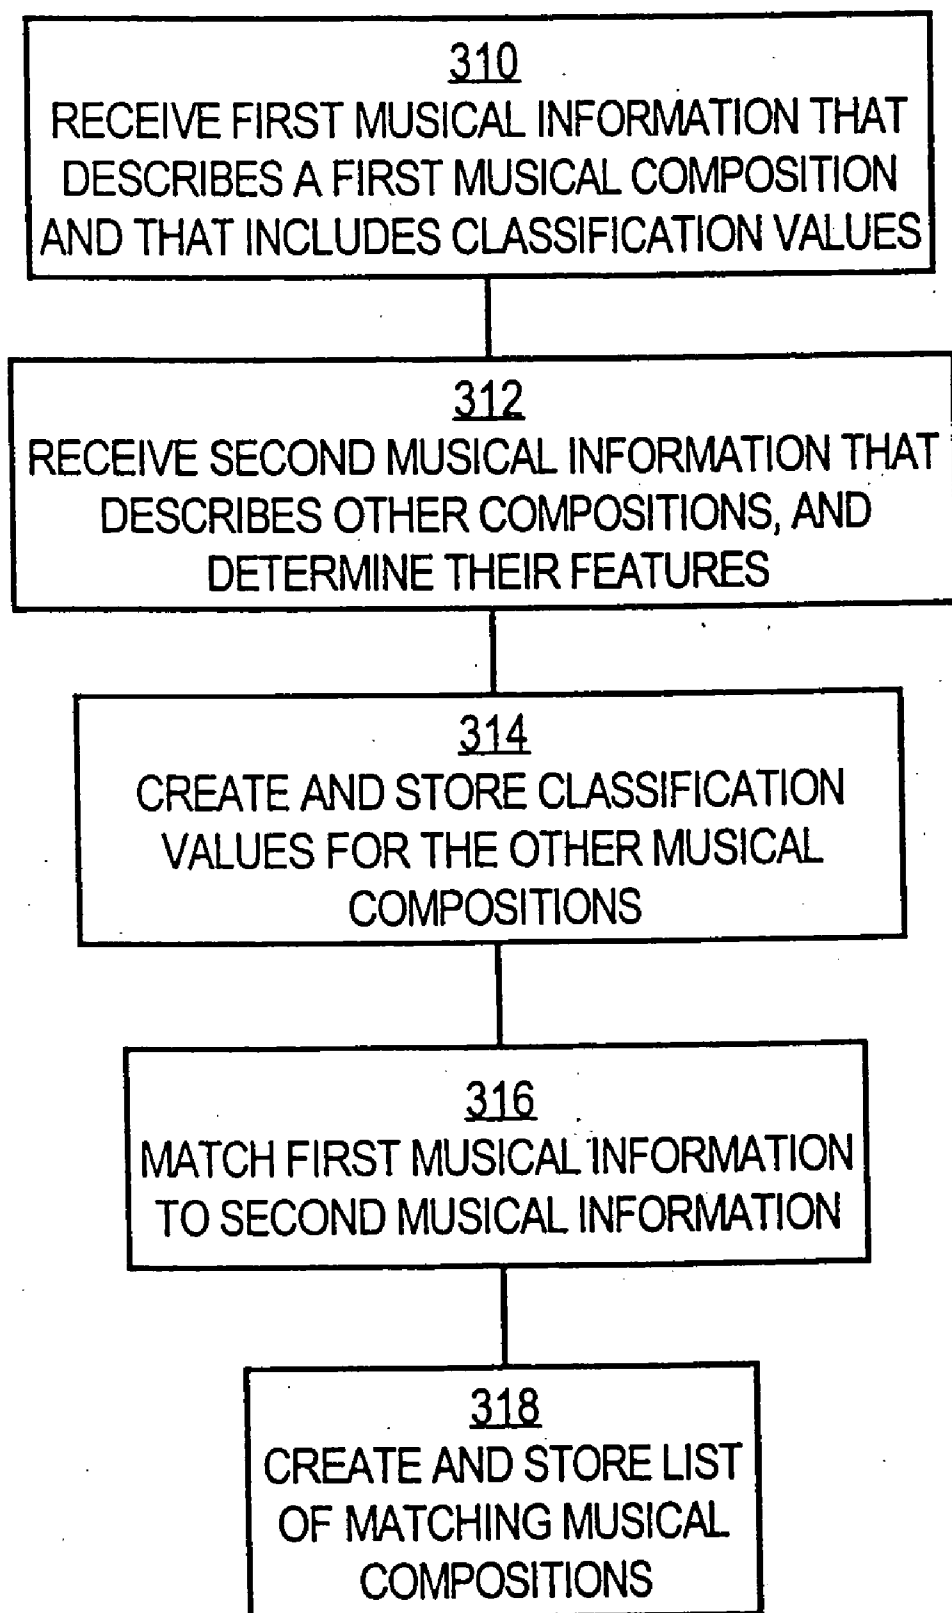 310
RECEIVE FIRST MUSICAL INFORMATION THAT
DESCRIBES A FIRST MUSICAL COMPOSITION
AND THAT INCLUDES CLASSIFICATION VALUES
312
RECEIVE SECOND MUSICAL INFORMATION THAT
DESCRIBES OTHER COMPOSITIONS, AND
DETERMINE THEIR FEATURES
314
CREATE AND STORE CLASSIFICATION
VALUES FOR THE OTHER MUSICAL
COMPOSITIONS
316
MATCH FIRST MUSICAL INFORMATION
TO SECOND MUSICAL INFORMATION
318
CREATE AND STORE LIST
OF MATCHING MUSICAL
COMPOSITIONS